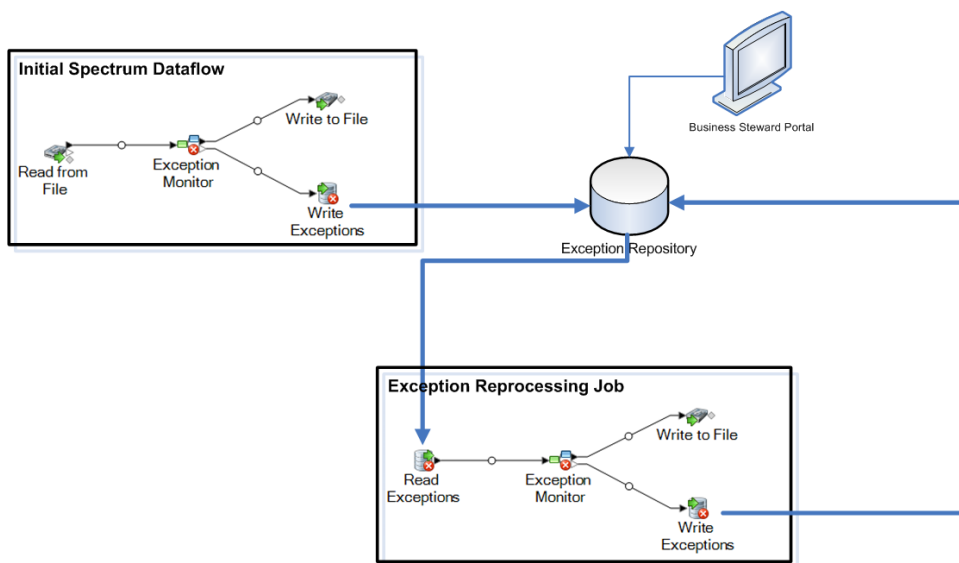 Initial Spectrum Dataflow
Write to File
Read from
File
Exception
Monitor
Write
Exceptions
Business Steward Portal
Exception Repository
Exception Reprocessing Job
Write to File
Read
Exceptions
Exception
Monitor
Write
Exceptions